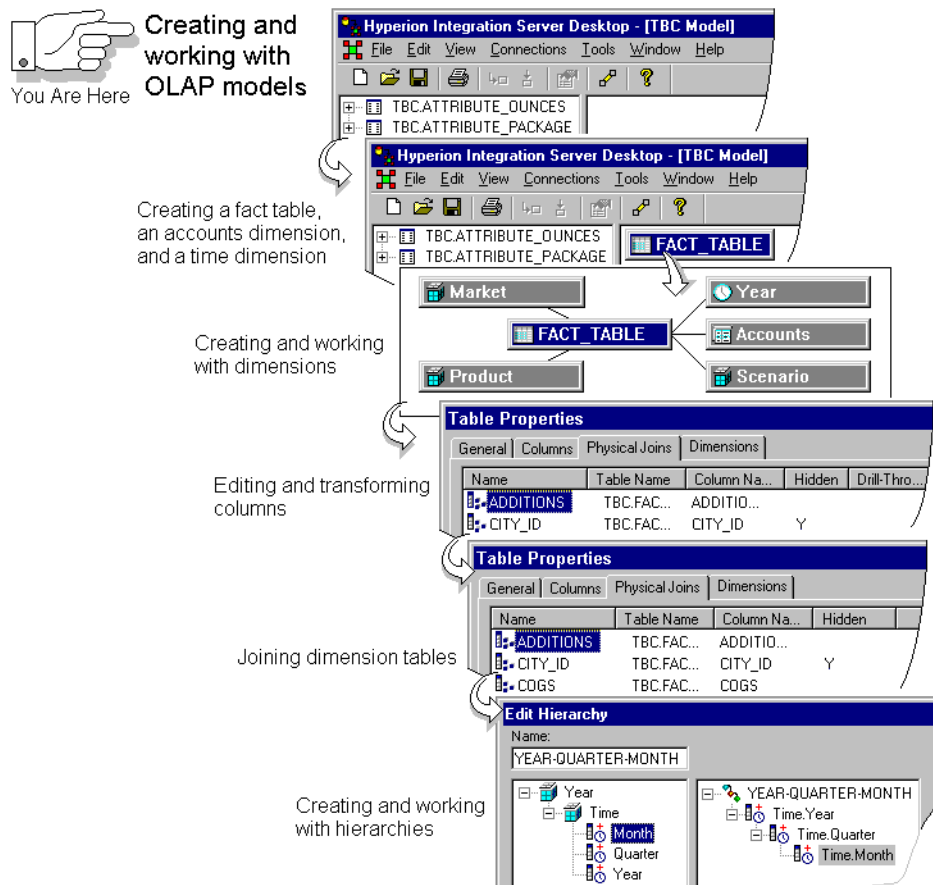 Creating and
working with
OLAP models
You Are Here
Hyperion Integration Server Desktop - [TBC Model]
File Edit View Connections Tools Window Help
TBC.ATTRIBUTE_OUNCES
TBC.ATTRIBUTE_PACKAGE
Creating a fact table,
an accounts dimension,
and a time dimension
Hyperion Integration Server Desktop - [TBC Model]
File Edit View Connections Tools Window Help
TBC.ATTRIBUTE_OUNCES
TBC.ATTRIBUTE_PACKAGE
FACT_TABLE
Creating and working
with dimensions
Market
Year
FACT_TABLE
Accounts
Product
Scenario
Editing and transforming
columns
Table Properties
General Columns Physical Joins Dimensions
Name Table Name Column Na... Hidden Drill-Thro...
ADDITIONS TBC.FAC... ADDITIO...
CITY_ID TBC.FAC... CITY_ID Y
Joining dimension tables
Table Properties
General Columns Physical Joins Dimensions
Name Table Name Column Na... Hidden
ADDITIONS TBC.FAC... ADDITIO...
CITY_ID TBC.FAC... CITY_ID Y
COGS TBC.FAC... COGS
Creating and working
with hierarchies
Edit Hierarchy
Name:
YEAR-QUARTER-MONTH
Year
Time
Month
Quarter
Year
YEAR-QUARTER-MONTH
Time.Year
Time.Quarter
Time.Month